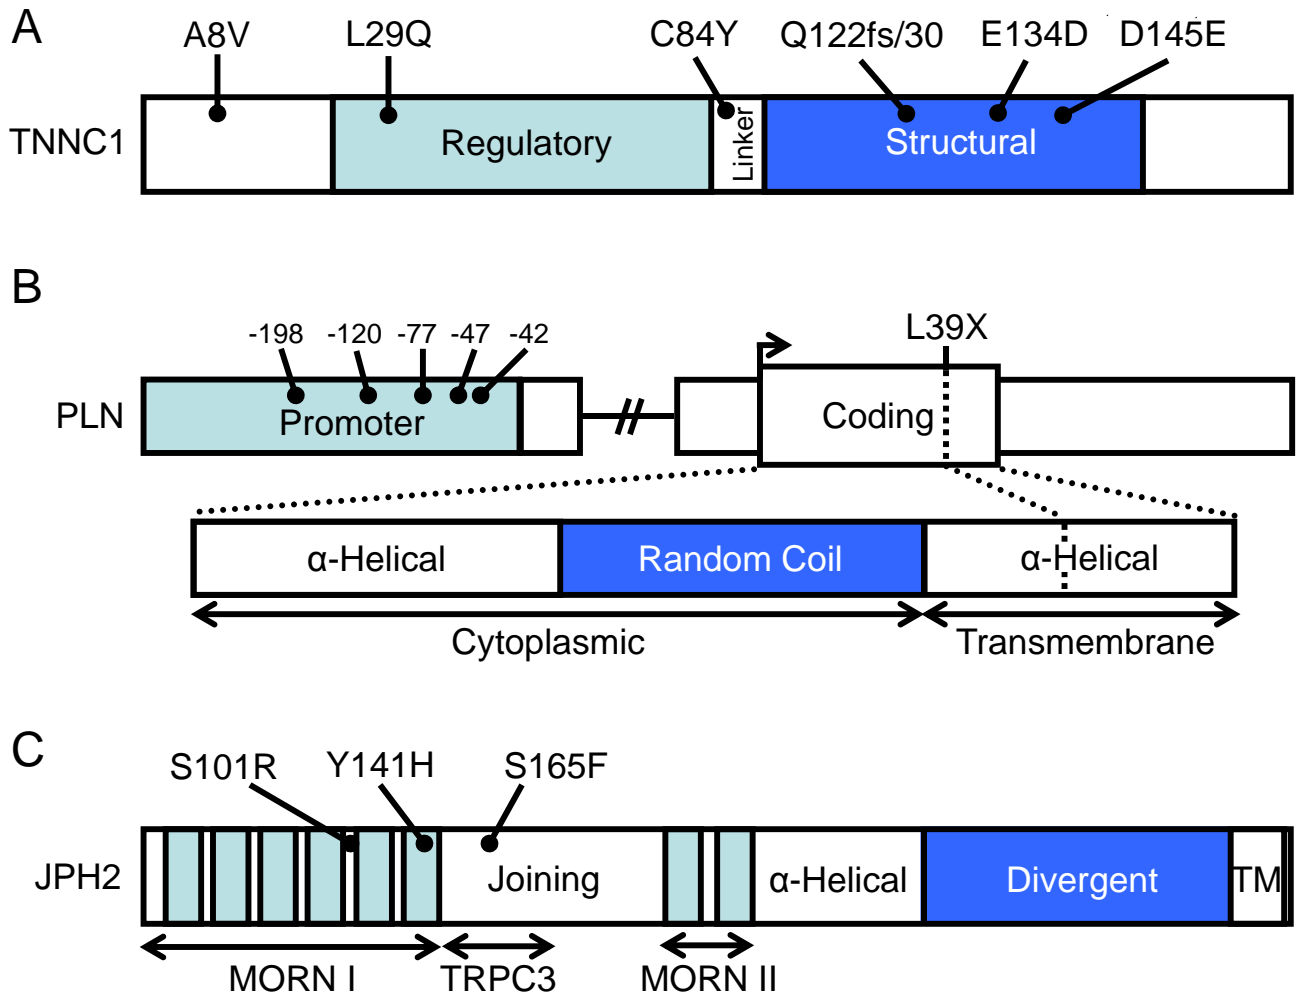 A
A8V L29Q C84Y Q122fs/30 E134D D145E
TNNC1 Regulatory Linker Structural
B
-198 -120 -77 -47 -42 L39X
PLN Promoter Coding
α-Helical Random Coil α-Helical
Cytoplasmic Transmembrane
C
S101R Y141H S165F
JPH2 Joining α-Helical Divergent TM
MORN I TRPC3 MORN II